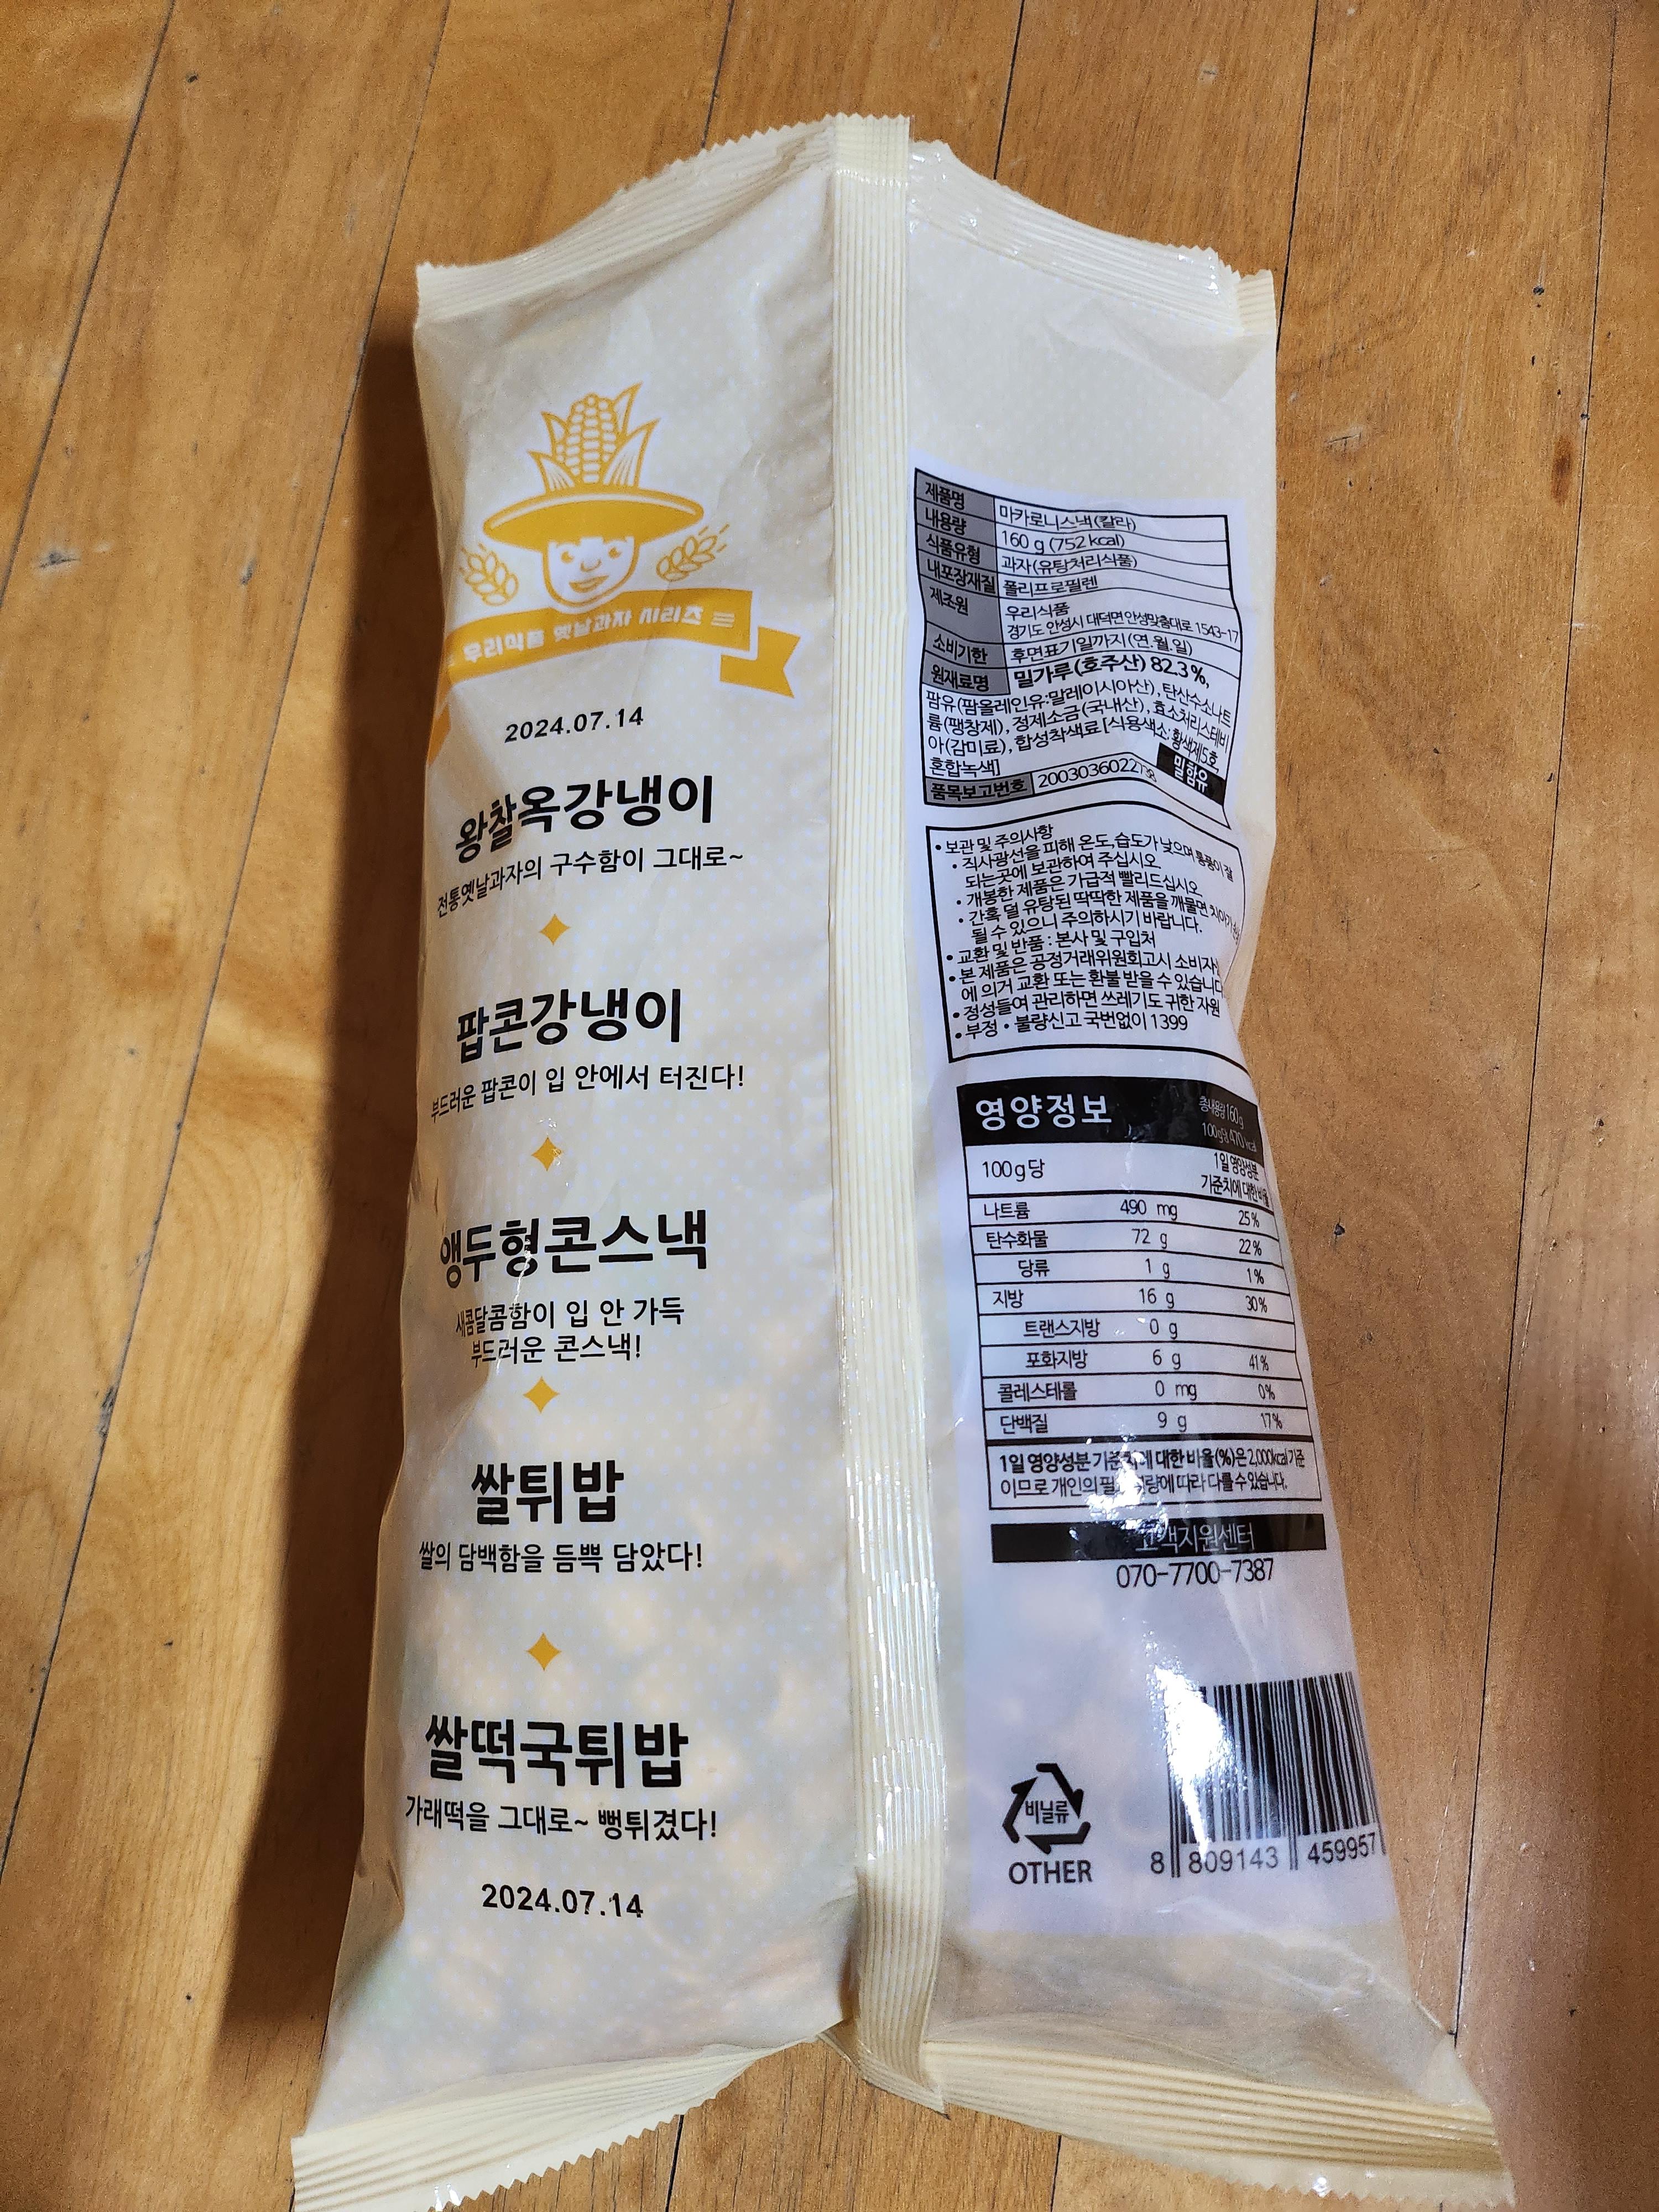 우리식품 옛날과자 시리즈
2024.07.14
왕찰옥강냉이
전통옛날과자의 구수함이 그대로~
팝콘강냉이
부드러운 팝콘이 입 안에서 터진다!
앵두형콘스낵
새콤달콤함이 입 안 가득
부드러운 콘스낵!
쌀튀밥
쌀의 담백함을 듬뿍 담았다!
쌀떡국튀밥
가래떡을 그대로~ 뻥튀겼다!
2024.07.14
제품명 마카로니스낵(칼라)
내용량 160 g (752 kcal)
식품유형 과자(유탕처리식품)
내포장재질 폴리프로필렌
제조원 우리식품
경기도 안성시 대덕면 안성맞춤대로 1543-17
소비기한 후면표기일까지(연.월.일)
원재료명 밀가루(호주산) 82.3%,
팜유(팜올레인유:말레이시아산), 탄산수소나트
륨(팽창제), 정제소금(국내산), 효소처리스테비
아(감미료), 합성착색료[식용색소:황색제5호,
혼합녹색] 밀함유
품목보고번호
• 보관 및 주의사항
• 직사광선을 피해 온도,습도가 낮으며 통풍이 잘
되는곳에 보관하여 주십시오
• 개봉한 제품은 가급적 빨리드십시오
• 간혹 덜 유탕된 딱딱한 제품을 깨물면 치아가
될 수 있으니 주의하시기 바랍니다.
• 교환 및 반품 : 본사 및 구입처
• 본 제품은 공정거래위원회고시
에 의거 교환 또는 환불 받을 수 있습니다
• 정성들여 관리하면 쓰레기도 귀한 자원
• 부정 • 불량신고 국번없이 1399
영양정보 총내용량 160g
100g당 470 kcal
100g당 1일 영양성분
기준치에 대한 비율
나트륨 490 mg 25%
탄수화물 72 g 22%
당류 1 g 1%
지방 16 g 30%
트랜스지방 0 g
포화지방 6 g 41%
콜레스테롤 0 mg 0%
단백질 9 g 17%
1일 영양성분 기준치에 대한 비율(%)은 2,000kcal 기준
이므로 개인의 필요 열량에 따라 다를 수 있습니다.
고객지원센터
070-7700-7387
비닐류
OTHER
8 809143 459957